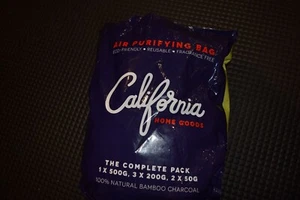 AIR PURIFYING BAG
ECO-FRIENDLY • REUSABLE • FRAGRANCE FREE
California
HOME GOODS
THE COMPLETE PACK
1 X 500G, 3 X 200G, 2 X 50G
100% NATURAL BAMBOO CHARCOAL